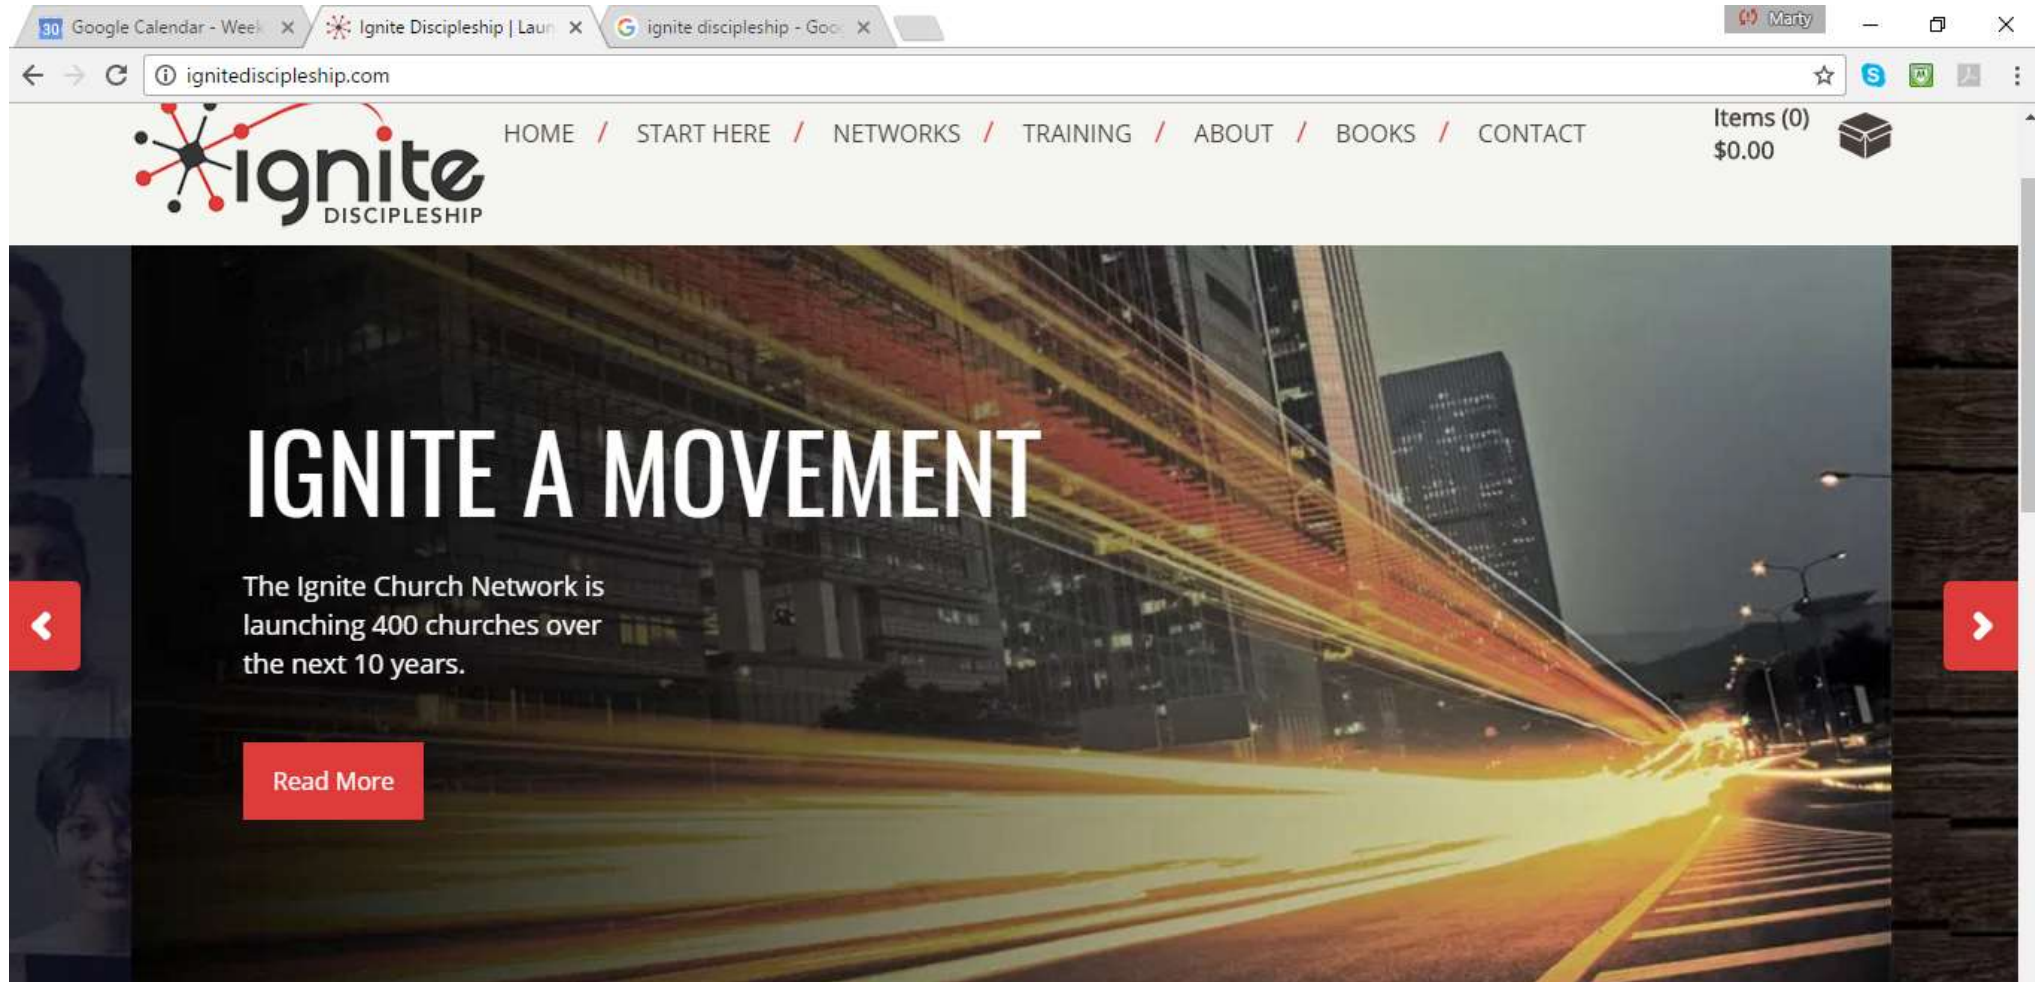 30 Google Calendar - Week
Ignite Discipleship | Laun
ignite discipleship - Goo
Marty
ignitediscipleship.com
ignite
DISCIPLESHIP
HOME / START HERE / NETWORKS / TRAINING / ABOUT / BOOKS / CONTACT
Items (0)
$0.00
IGNITE A MOVEMENT
The Ignite Church Network is
launching 400 churches over
the next 10 years.
Read More